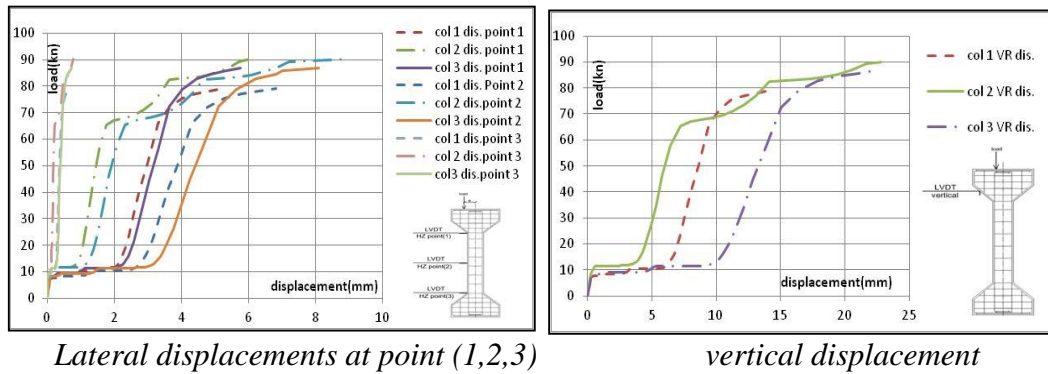 load(kn)
100
90
80
70
60
50
40
30
20
10
0
0
2
4
6
8
10
displacement(mm)
col 1 dis. point 1
col 2 dis. point 1
col 3 dis. point 1
col 1 dis. Point 2
col 2 dis.point 2
col 3 dis.point 2
col 1 dis.point 3
col 2 dis.point 3
col3 dis.point 3
load
LVDT
HZ point(1)
LVDT
HZ point(2)
LVDT
HZ point(3)
Lateral displacements at point (1,2,3)
load(kn)
100
90
80
70
60
50
40
30
20
10
0
0
5
10
15
20
25
displacement(mm)
col 1 VR dis.
col 2 VR dis.
col 3 VR dis.
load
LVDT
vertical
vertical displacement